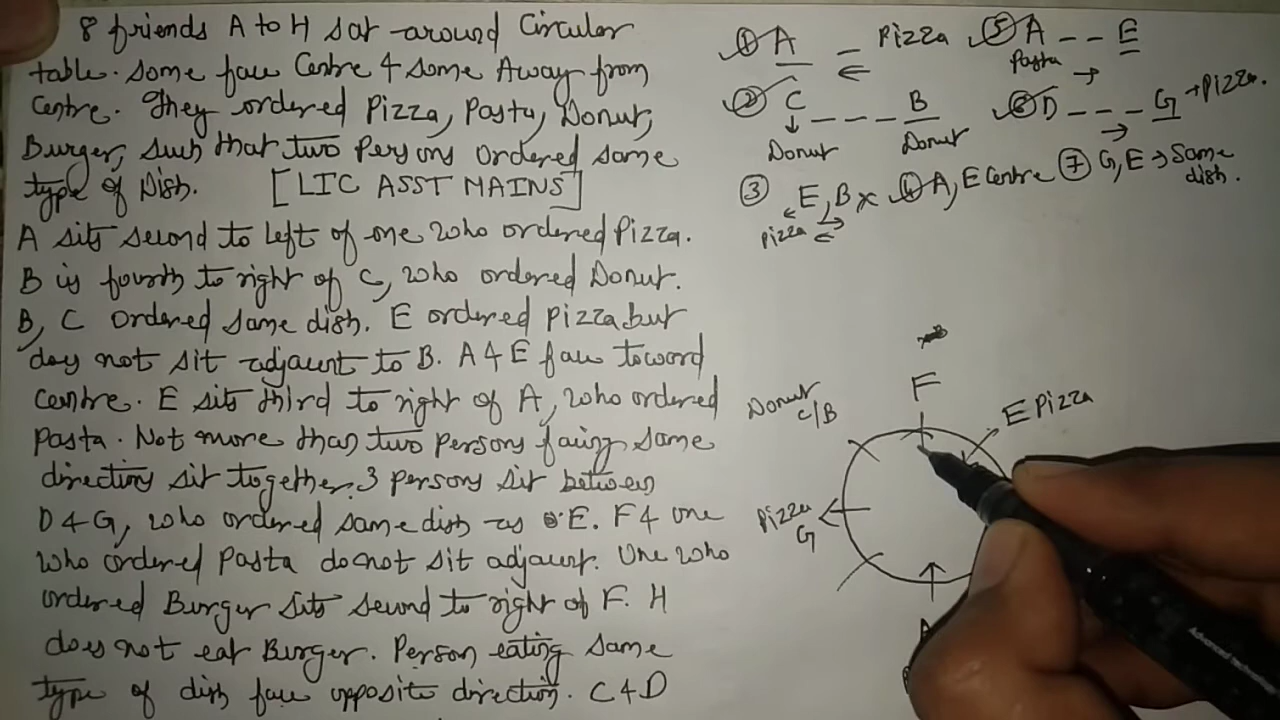 8 friends A to H sat around Circular
table. Some face Centre & some Away from
Centre. They ordered Pizza, Pasta, Donut,
Burger, such that two Persons ordered same
type of Dish. [LIC ASST MAINS]
A sits second to left of one who ordered Pizza.
B is fourth to right of C, who ordered Donut.
B, C ordered same dish. E ordered pizza but
does not sit adjacent to B. A & E face toward
Centre. E sits third to right of A, who ordered
Pasta. Not more than two persons facing same
directions sit together. 3 persons sit between
D & G, who ordered same dish as E. F & one
who ordered Pasta do not sit adjacent. One who
ordered Burger sits second to right of F. H
does not eat Burger. Person eating same
type of dish face opposite direction. C & D
① A _ Pizza
⑤ A _ _ E
Pasta
② C _ _ _ B
Donut Donut
⑥ D _ _ _ G → Pizza.
③ E, B ×
Pizza
④ A, E Centre
⑦ G, E → Same
dish.
F
E Pizza
Donut
C/B
Pizza
G
A